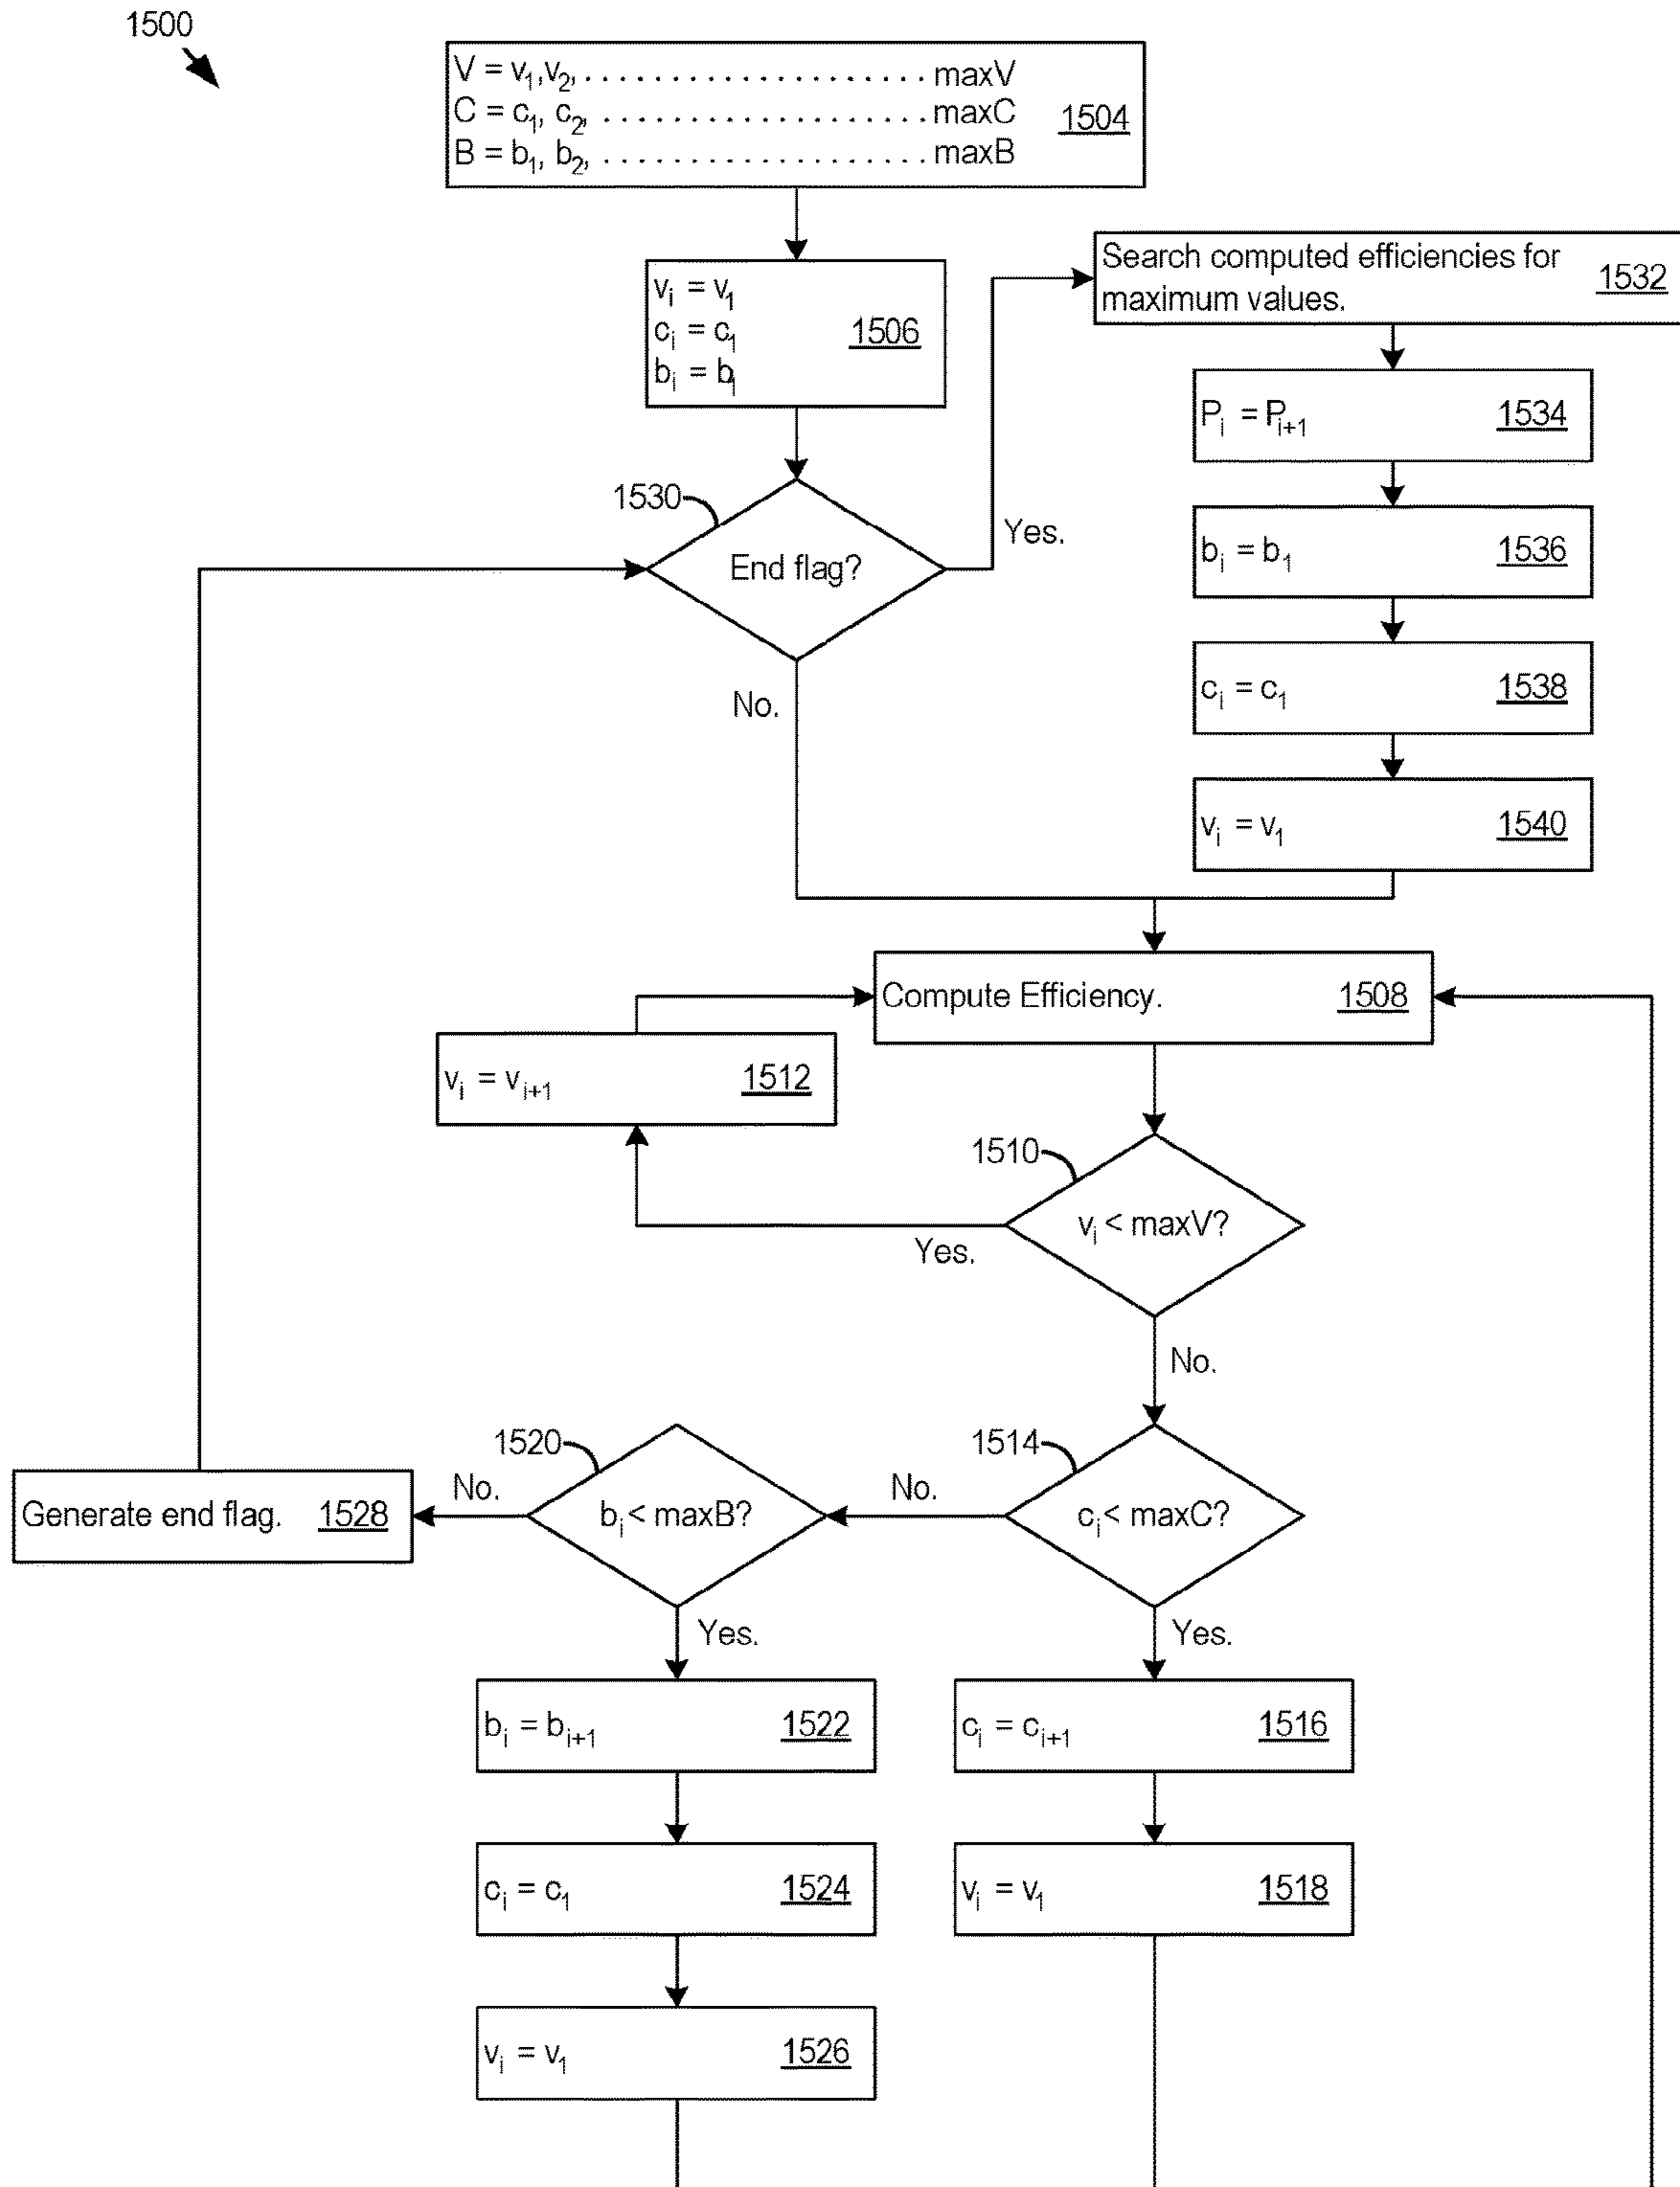 1500
V = v₁,v₂, . . . . . . . . . . . . . . . . . . . . . maxV
C = c₁, c₂, . . . . . . . . . . . . . . . . . . . . maxC
B = b₁, b₂, . . . . . . . . . . . . . . . . . . . . maxB
1504
vᵢ = v₁
cᵢ = c₁
bᵢ = b₁
1506
1530
End flag?
Yes.
No.
Search computed efficiencies for
maximum values.
1532
Pᵢ = Pᵢ₊₁ 1534
bᵢ = b₁ 1536
cᵢ = c₁ 1538
vᵢ = v₁ 1540
Compute Efficiency. 1508
vᵢ = vᵢ₊₁ 1512
1510
vᵢ < maxV?
Yes.
No.
1514
cᵢ < maxC?
No.
Yes.
1520
bᵢ < maxB?
No.
Yes.
Generate end flag. 1528
bᵢ = bᵢ₊₁ 1522
cᵢ = cᵢ₊₁ 1516
cᵢ = c₁ 1524
vᵢ = v₁ 1518
vᵢ = v₁ 1526